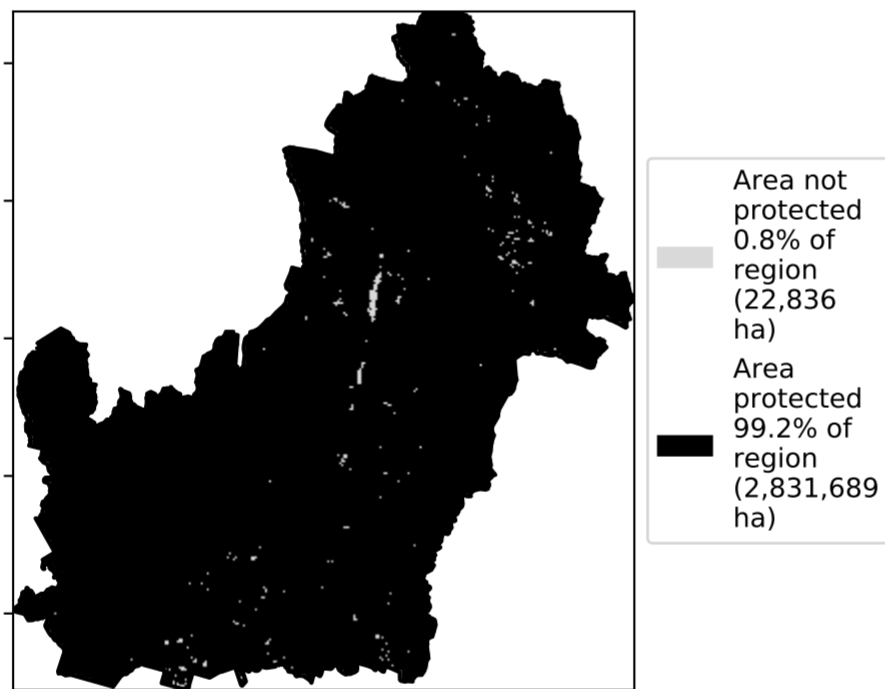 Area not
protected
0.8% of
region
(22,836
ha)
Area
protected
99.2% of
region
(2,831,689
ha)